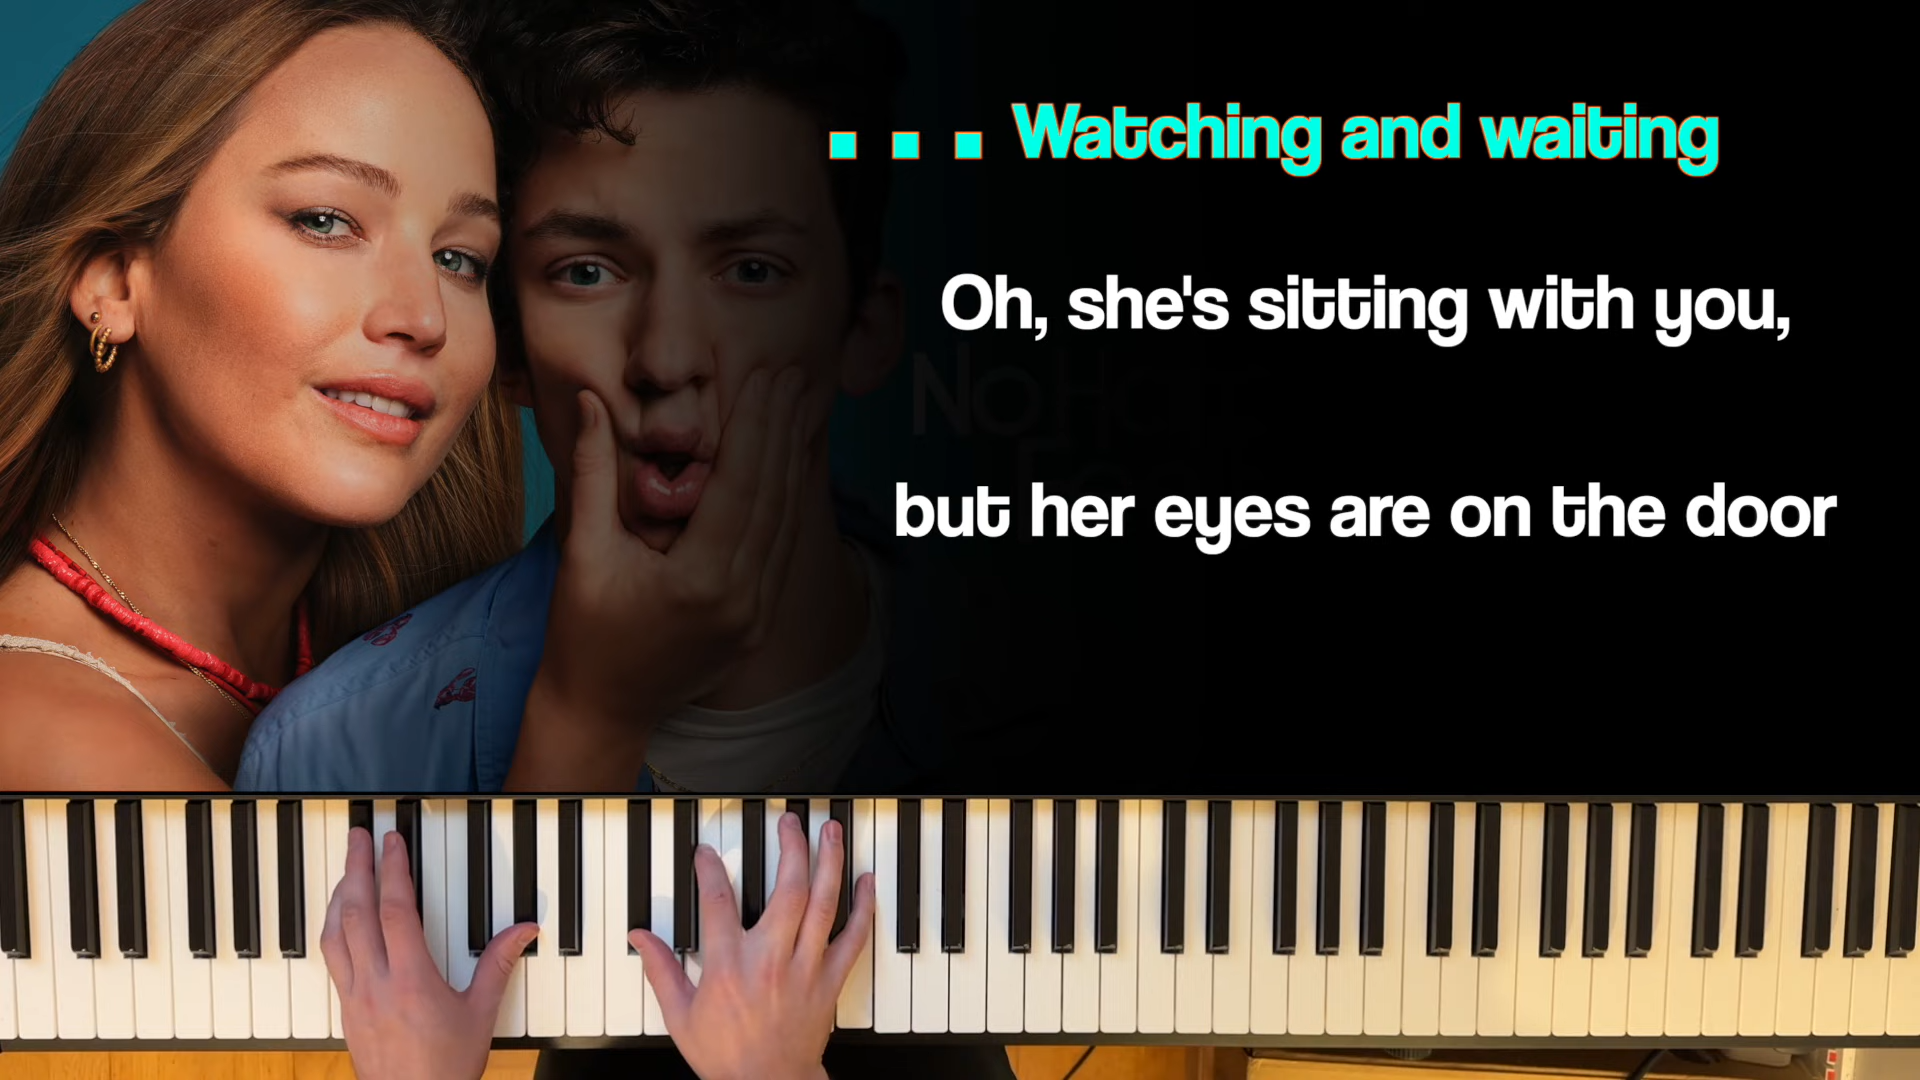 ... Watching and waiting
Oh, she's sitting with you,
but her eyes are on the door